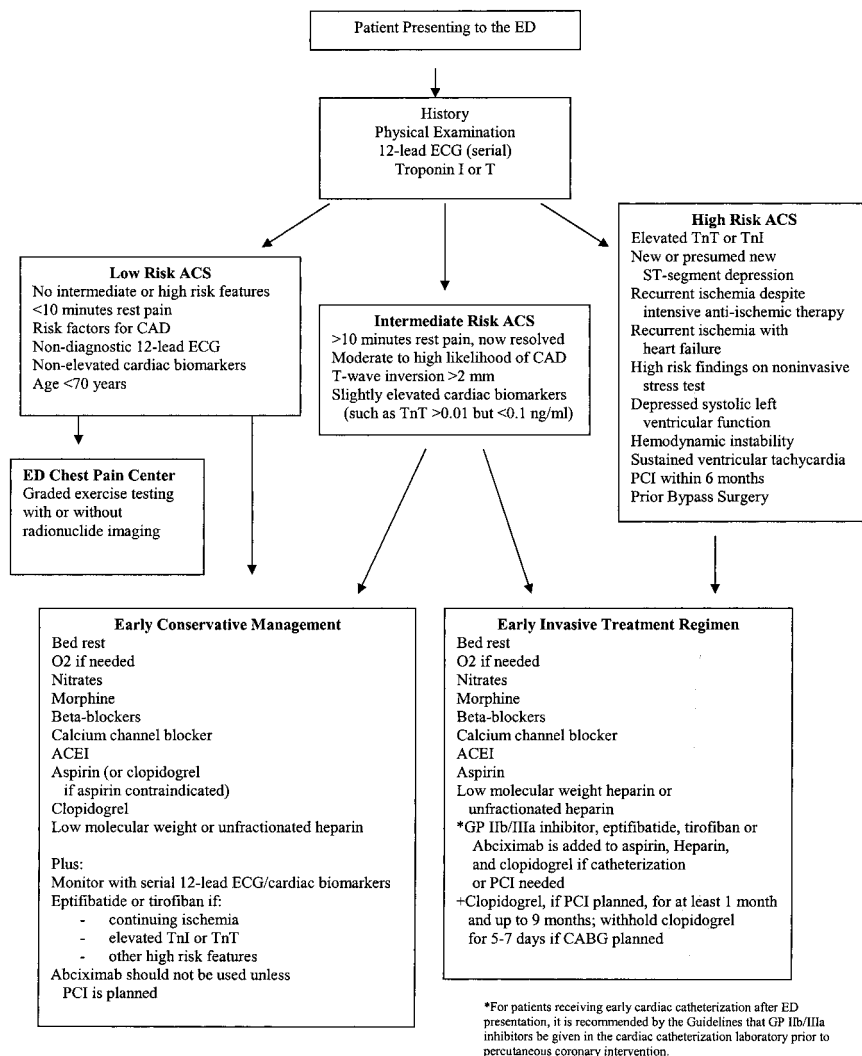 Patient Presenting to the ED
History
Physical Examination
12-lead ECG (serial)
Troponin I or T
Low Risk ACS
No intermediate or high risk features
<10 minutes rest pain
Risk factors for CAD
Non-diagnostic 12-lead ECG
Non-elevated cardiac biomarkers
Age <70 years
Intermediate Risk ACS
>10 minutes rest pain, now resolved
Moderate to high likelihood of CAD
T-wave inversion >2 mm
Slightly elevated cardiac biomarkers
(such as TnT >0.01 but <0.1 ng/ml)
High Risk ACS
Elevated TnT or TnI
New or presumed new
ST-segment depression
Recurrent ischemia despite
intensive anti-ischemic therapy
Recurrent ischemia with
heart failure
High risk findings on noninvasive
stress test
Depressed systolic left
ventricular function
Hemodynamic instability
Sustained ventricular tachycardia
PCI within 6 months
Prior Bypass Surgery
ED Chest Pain Center
Graded exercise testing
with or without
radionuclide imaging
Early Conservative Management
Bed rest
O2 if needed
Nitrates
Morphine
Beta-blockers
Calcium channel blocker
ACEI
Aspirin (or clopidogrel
if aspirin contraindicated)
Clopidogrel
Low molecular weight or unfractionated heparin
Plus:
Monitor with serial 12-lead ECG/cardiac biomarkers
Eptifibatide or tirofiban if:
- continuing ischemia
- elevated TnI or TnT
- other high risk features
Abciximab should not be used unless
PCI is planned
Early Invasive Treatment Regimen
Bed rest
O2 if needed
Nitrates
Morphine
Beta-blockers
Calcium channel blocker
ACEI
Aspirin
Low molecular weight heparin or
unfractionated heparin
*GP IIb/IIIa inhibitor, eptifibatide, tirofiban or
Abciximab is added to aspirin, Heparin,
and clopidogrel if catheterization
or PCI needed
+Clopidogrel, if PCI planned, for at least 1 month
and up to 9 months; withhold clopidogrel
for 5-7 days if CABG planned
*For patients receiving early cardiac catheterization after ED
presentation, it is recommended by the Guidelines that GP IIb/IIIa
inhibitors be given in the cardiac catheterization laboratory prior to
percutaneous coronary intervention.